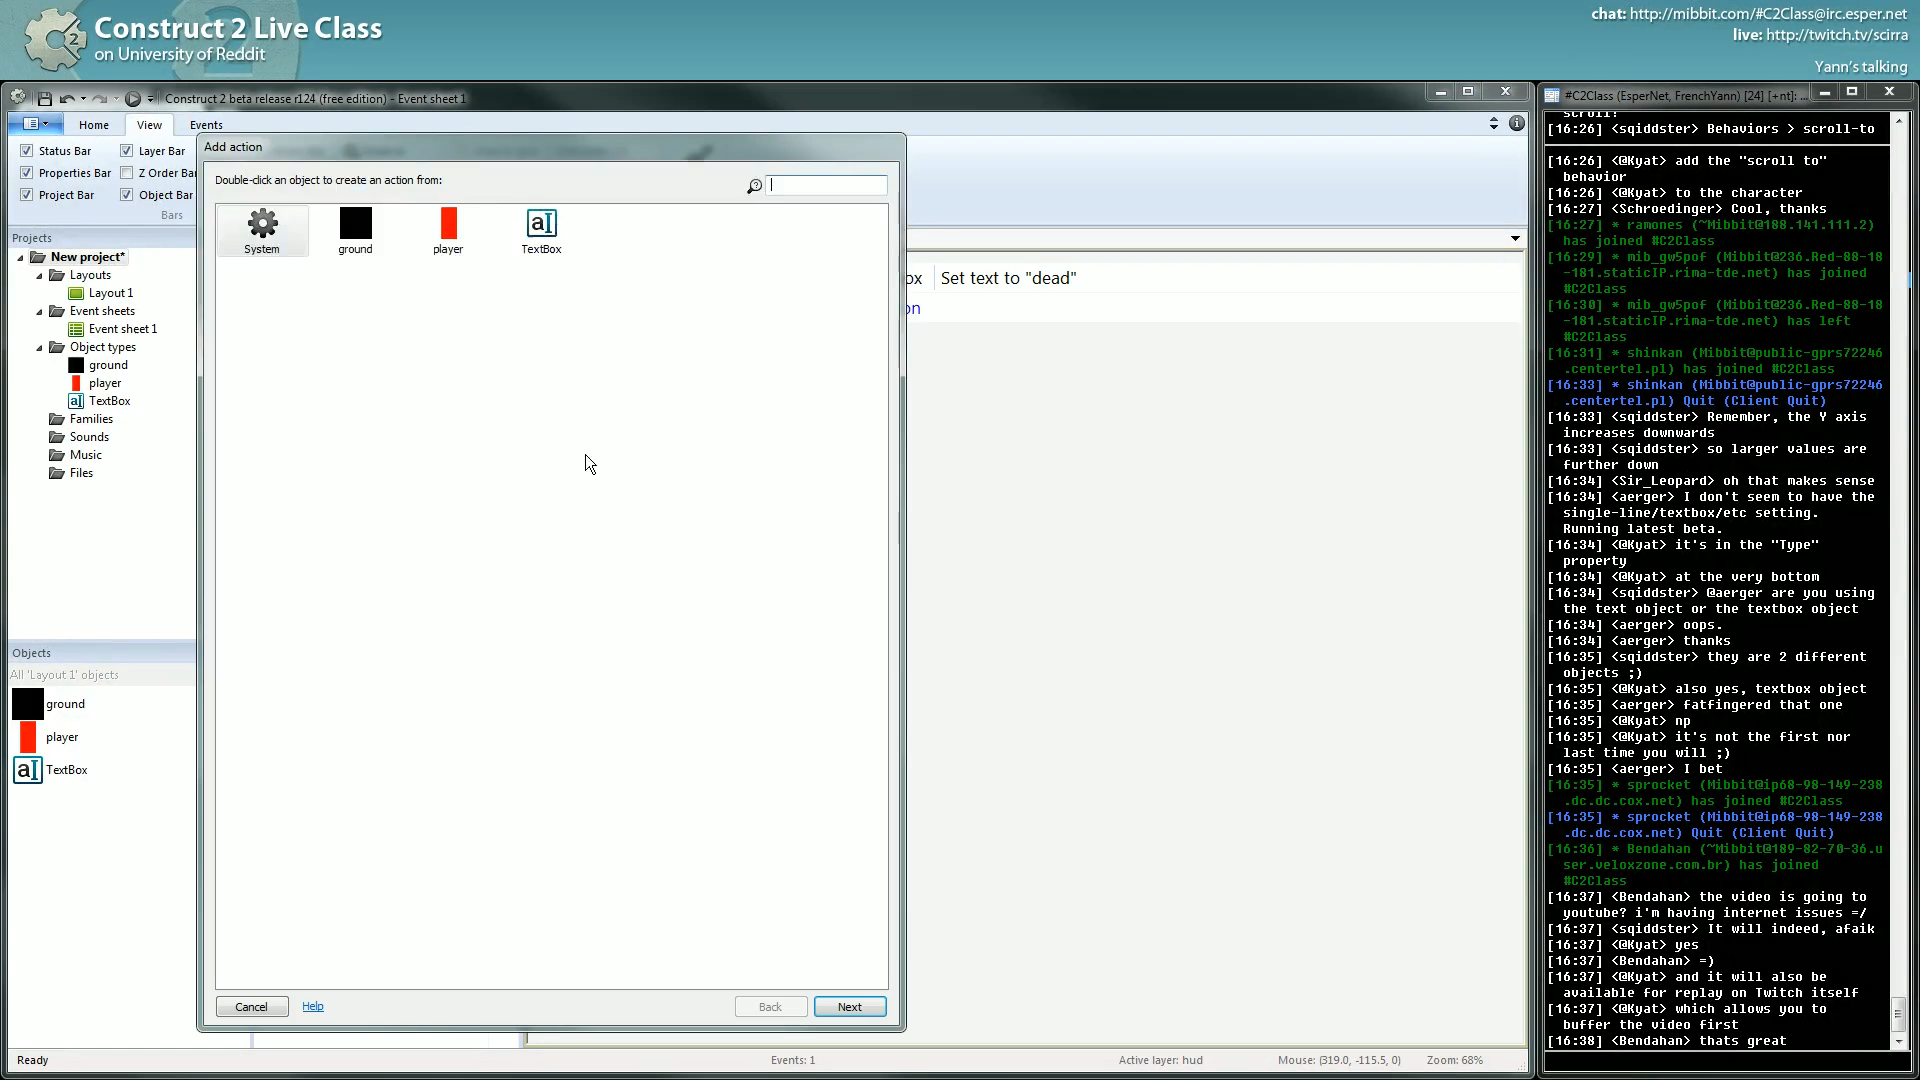 Construct 2 Live Class
on University of Reddit
chat: http://mibbit.com/#C2Class@irc.esper.net
live: http://twitch.tv/scirra
Yann's talking
Construct 2 beta release r124 (free edition) - Event sheet 1
Home
View
Events
Status Bar
Layer Bar
Properties Bar
Z Order Bar
Project Bar
Object Bar
Bars
Projects
New project*
Layouts
Layout 1
Event sheets
Event sheet 1
Object types
ground
player
TextBox
Families
Sounds
Music
Files
Objects
All 'Layout 1' objects
ground
player
TextBox
Add action
Double-click an object to create an action from:
System
ground
player
TextBox
Cancel
Help
Back
Next
ox
Set text to "dead"
on
Ready
Events: 1
Active layer: hud
Mouse: (319.0, -115.5, 0)
Zoom: 68%
#C2Class (EsperNet, FrenchYann) [24] [+nt]: ...
scroll?
[16:26] <sqiddster> Behaviors > scroll-to
[16:26] <@Kyat> add the "scroll to"
behavior
[16:26] <@Kyat> to the character
[16:27] <Schroedinger> Cool, thanks
[16:27] * ramones (~Mibbit@188.141.111.2)
has joined #C2Class
[16:29] * mib_gw5pof (Mibbit@236.Red-88-18
-181.staticIP.rima-tde.net) has joined
#C2Class
[16:30] * mib_gw5pof (Mibbit@236.Red-88-18
-181.staticIP.rima-tde.net) has left
#C2Class
[16:31] * shinkan (Mibbit@public-gprs72246
.centertel.pl) has joined #C2Class
[16:33] * shinkan (Mibbit@public-gprs72246
.centertel.pl) Quit (Client Quit)
[16:33] <sqiddster> Remember, the Y axis
increases downwards
[16:33] <sqiddster> so larger values are
further down
[16:34] <Sir_Leopard> oh that makes sense
[16:34] <aerger> I don't seem to have the
single-line/textbox/etc setting.
Running latest beta.
[16:34] <@Kyat> it's in the "Type"
property
[16:34] <@Kyat> at the very bottom
[16:34] <sqiddster> @aerger are you using
the text object or the textbox object
[16:34] <aerger> oops.
[16:34] <aerger> thanks
[16:35] <sqiddster> they are 2 different
objects ;)
[16:35] <@Kyat> also yes, textbox object
[16:35] <aerger> fatfingered that one
[16:35] <@Kyat> np
[16:35] <@Kyat> it's not the first nor
last time you will ;)
[16:35] <aerger> I bet
[16:35] * sprocket (Mibbit@ip68-98-149-238
.dc.dc.cox.net) has joined #C2Class
[16:35] * sprocket (Mibbit@ip68-98-149-238
.dc.dc.cox.net) Quit (Client Quit)
[16:36] * Bendahan (~Mibbit@189-82-70-36.u
ser.veloxzone.com.br) has joined
#C2Class
[16:37] <Bendahan> the video is going to
youtube? i'm having internet issues =/
[16:37] <sqiddster> It will indeed, afaik
[16:37] <@Kyat> yes
[16:37] <Bendahan> =)
[16:37] <@Kyat> and it will also be
available for replay on Twitch itself
[16:37] <@Kyat> which allows you to
buffer the video first
[16:38] <Bendahan> thats great